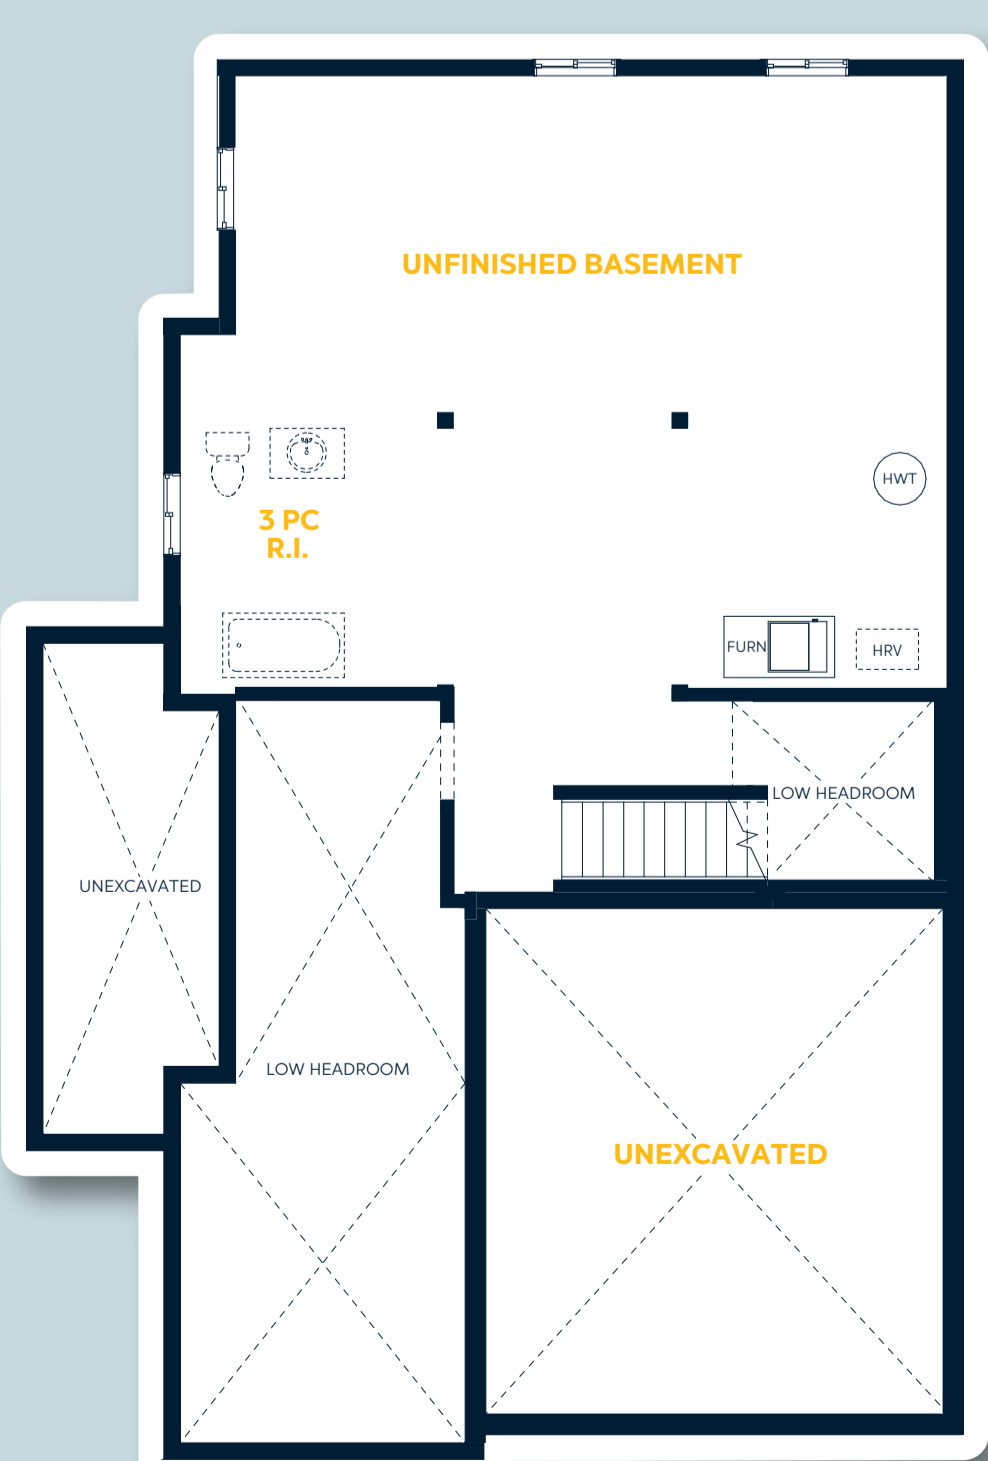 UNFINISHED BASEMENT
HWT
3 PC
R.I.
FURN
HRV
LOW HEADROOM
UNEXCAVATED
LOW HEADROOM
UNEXCAVATED